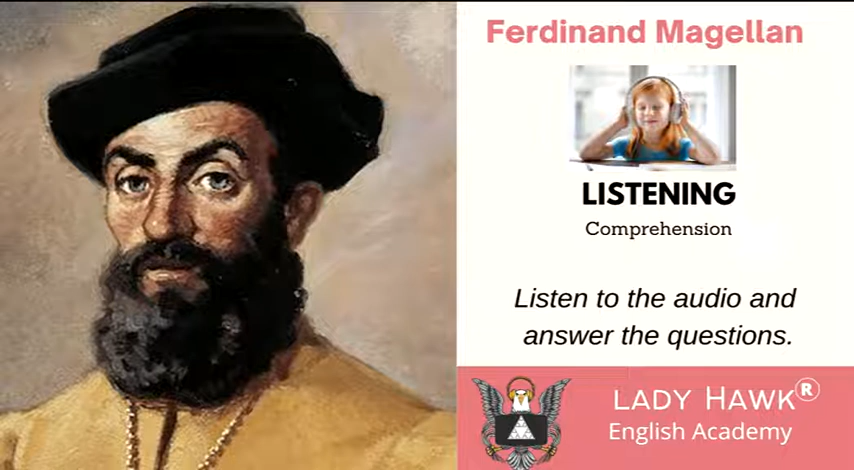 Ferdinand Magellan
LISTENING
Comprehension
Listen to the audio and
answer the questions.
LADY HAWK®
English Academy